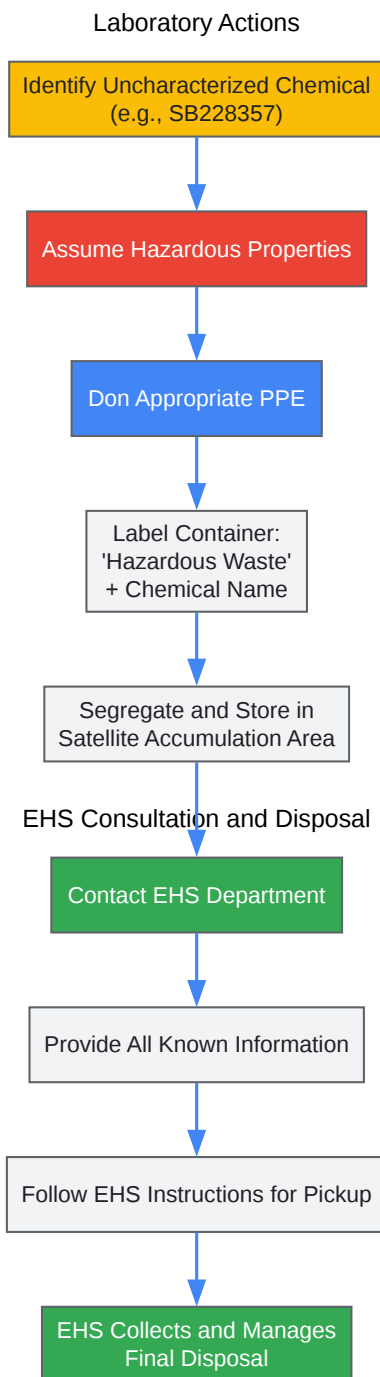 Laboratory Actions
Identify Uncharacterized Chemical
(e.g., SB228357)
Assume Hazardous Properties
Don Appropriate PPE
Label Container:
'Hazardous Waste'
+ Chemical Name
Segregate and Store in
Satellite Accumulation Area
EHS Consultation and Disposal
Contact EHS Department
Provide All Known Information
Follow EHS Instructions for Pickup
EHS Collects and Manages
Final Disposal